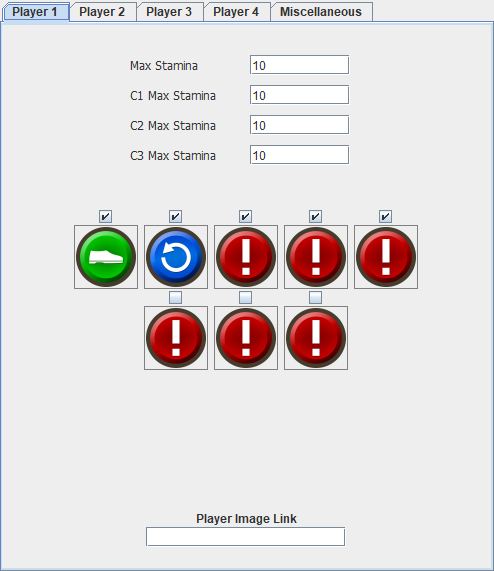 Player 1 Player 2 Player 3 Player 4 Miscellaneous
Max Stamina 10
C1 Max Stamina 10
C2 Max Stamina 10
C3 Max Stamina 10
! ! !
! ! !
Player Image Link